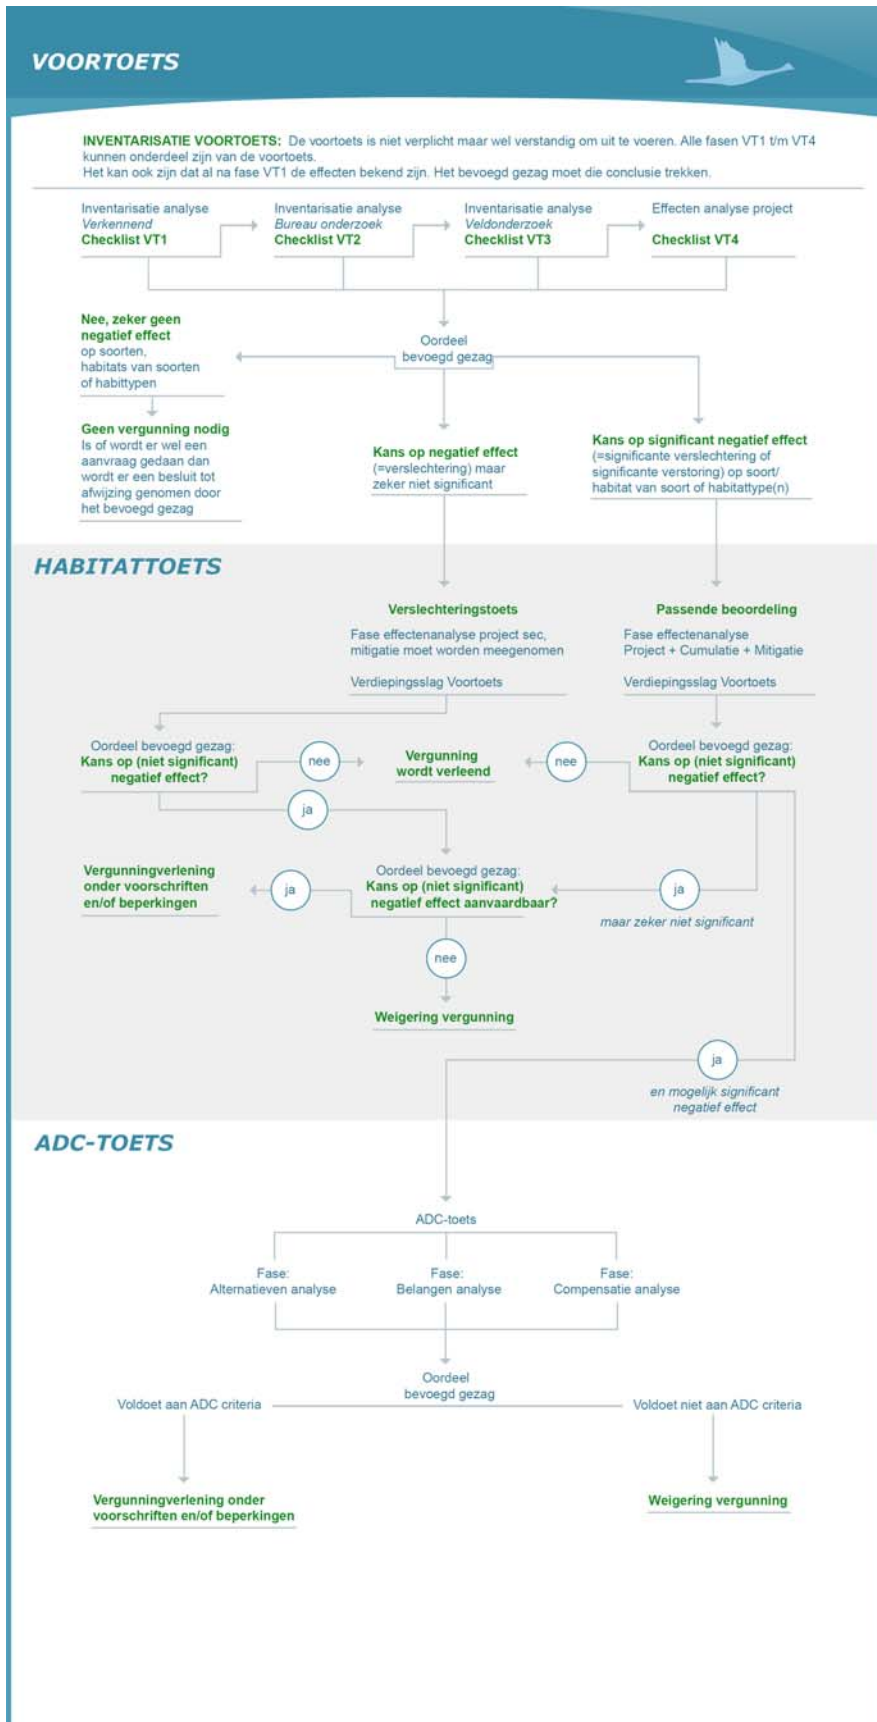 VOORTOETS
INVENTARISATIE VOORTOETS: De voortoets is niet verplicht maar wel verstandig om uit te voeren. Alle fasen VT1 t/m VT4
kunnen onderdeel zijn van de voortoets.
Het kan ook zijn dat al na fase VT1 de effecten bekend zijn. Het bevoegd gezag moet die conclusie trekken.
Inventarisatie analyse
Verkennend
Checklist VT1
Inventarisatie analyse
Bureau onderzoek
Checklist VT2
Inventarisatie analyse
Veldonderzoek
Checklist VT3
Effecten analyse project
Checklist VT4
Oordeel
bevoegd gezag
Nee, zeker geen
negatief effect
op soorten,
habitats van soorten
of habittypen
Geen vergunning nodig
Is of wordt er wel een
aanvraag gedaan dan
wordt er een besluit tot
afwijzing genomen door
het bevoegd gezag
Kans op negatief effect
(=verslechtering) maar
zeker niet significant
Kans op significant negatief effect
(=significante verslechtering of
significante verstoring) op soort/
habitat van soort of habitattype(n)
HABITATTOETS
Verslechteringstoets
Fase effectenanalyse project sec,
mitigatie moet worden meegenomen
Verdiepingsslag Voortoets
Passende beoordeling
Fase effectenanalyse
Project + Cumulatie + Mitigatie
Verdiepingsslag Voortoets
Oordeel bevoegd gezag:
Kans op (niet significant)
negatief effect?
nee
Vergunning
wordt verleend
nee
Oordeel bevoegd gezag:
Kans op (niet significant)
negatief effect?
ja
Vergunningverlening
onder voorschriften
en/of beperkingen
ja
Oordeel bevoegd gezag:
Kans op (niet significant)
negatief effect aanvaardbaar?
ja
maar zeker niet significant
nee
Weigering vergunning
ja
en mogelijk significant
negatief effect
ADC-TOETS
ADC-toets
Fase:
Alternatieven analyse
Fase:
Belangen analyse
Fase:
Compensatie analyse
Oordeel
bevoegd gezag
Voldoet aan ADC criteria
Voldoet niet aan ADC criteria
Vergunningverlening onder
voorschriften en/of beperkingen
Weigering vergunning